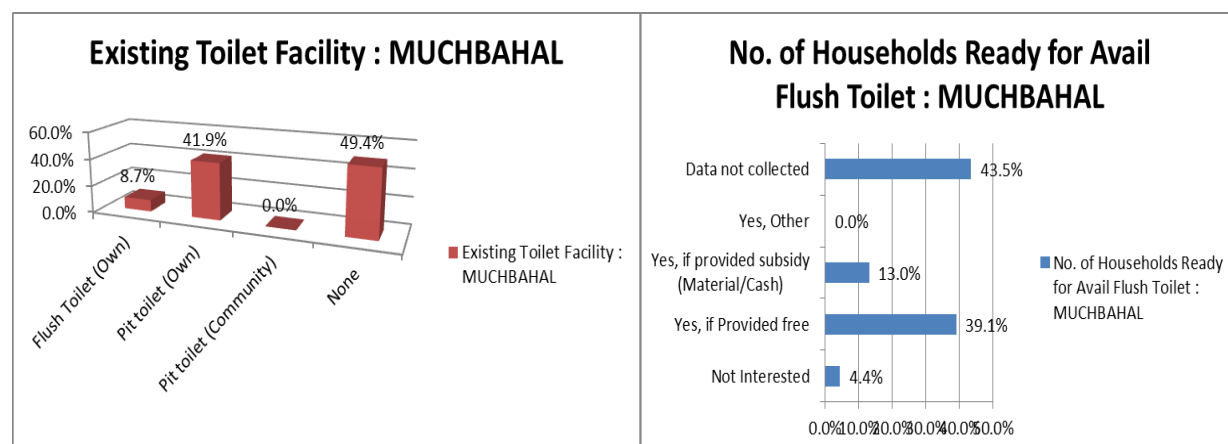 Existing Toilet Facility : MUCHBAHAL
60.0%
40.0%
20.0%
0.0%
8.7%
41.9%
0.0%
49.4%
Flush Toilet (Own)
Pit toilet (Own)
Pit toilet (Community)
None
Existing Toilet Facility :
MUCHBAHAL
No. of Households Ready for Avail
Flush Toilet : MUCHBAHAL
Data not collected
43.5%
Yes, Other
0.0%
Yes, if provided subsidy
(Material/Cash)
13.0%
Yes, if Provided free
39.1%
Not Interested
4.4%
0.0% 10.0% 20.0% 30.0% 40.0% 50.0%
No. of Households Ready
for Avail Flush Toilet :
MUCHBAHAL